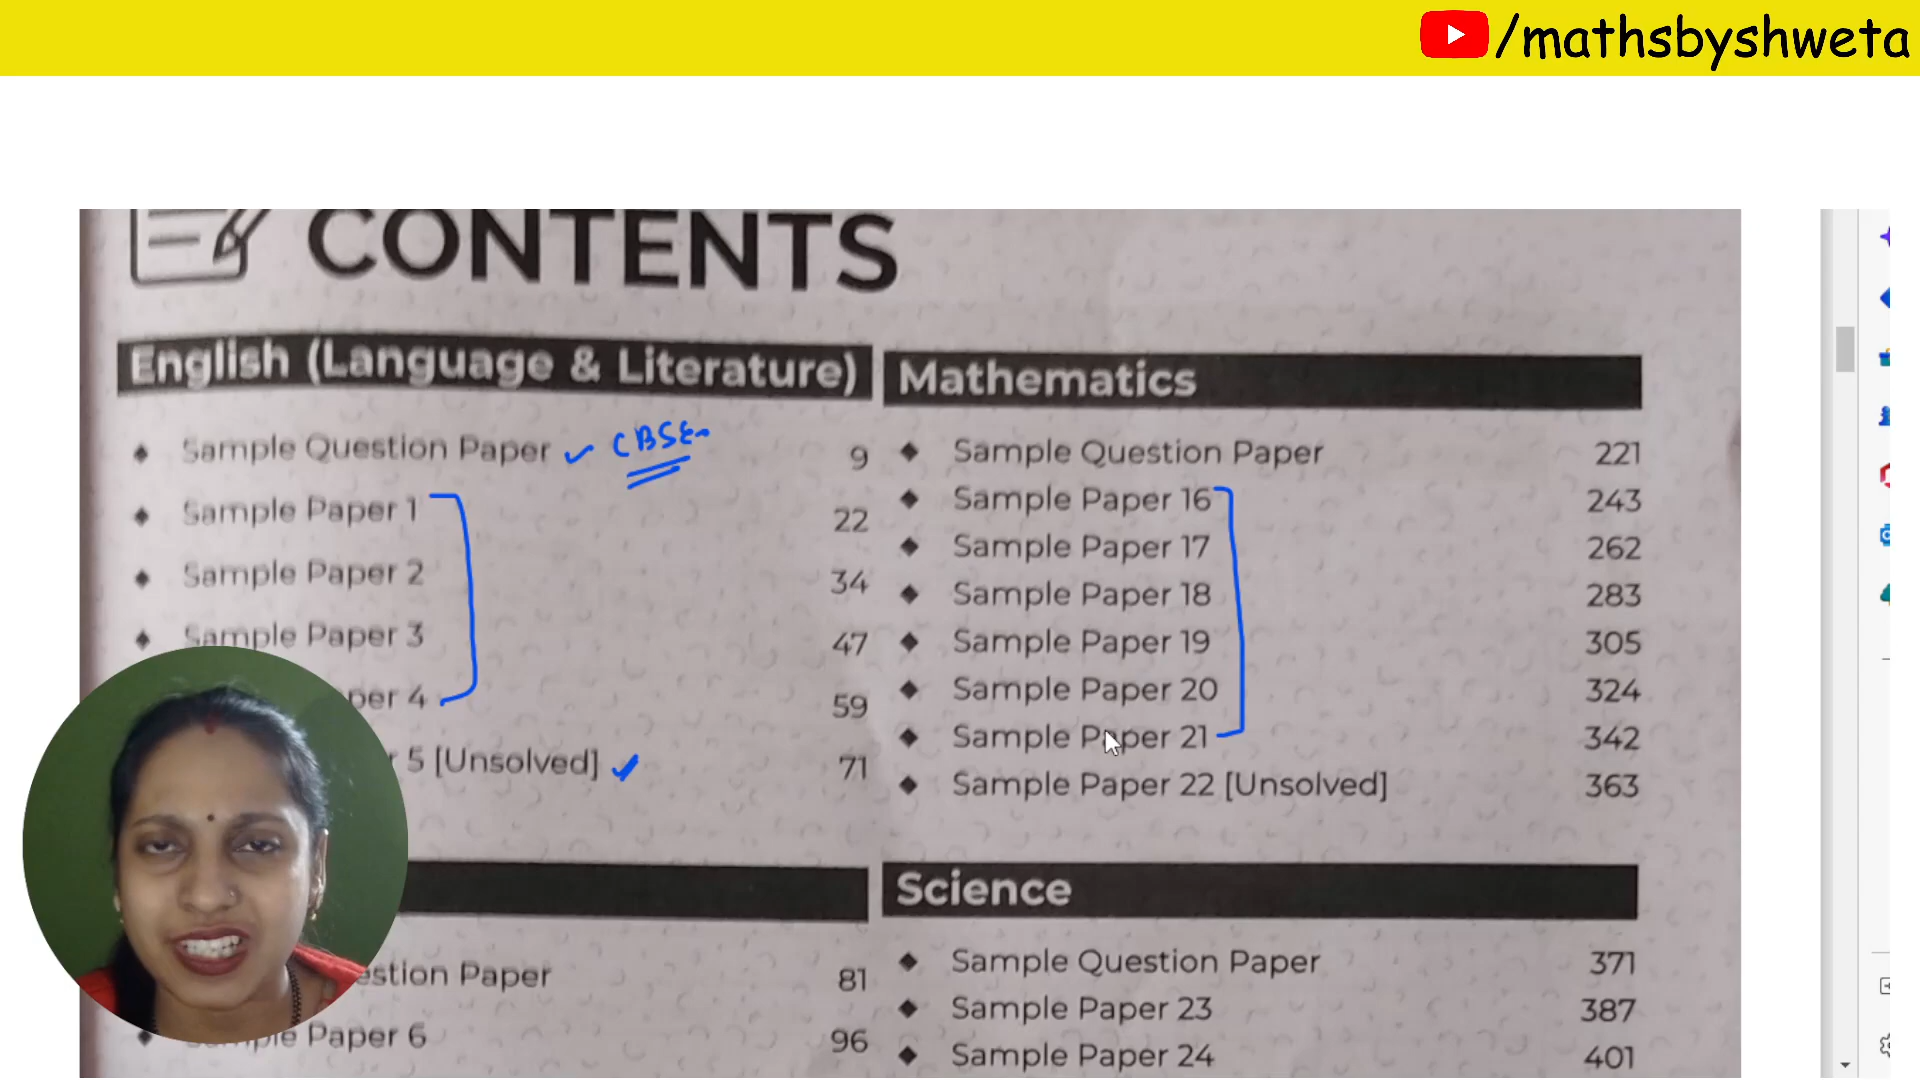 /mathsbyshweta
CONTENTS
English (Language & Literature)
Sample Question Paper ✓ CBSE 9
Sample Paper 1 22
Sample Paper 2 34
Sample Paper 3 47
per 4 59
5 [Unsolved] ✓ 71
estion Paper 81
Paper 6 96
Mathematics
Sample Question Paper 221
Sample Paper 16 243
Sample Paper 17 262
Sample Paper 18 283
Sample Paper 19 305
Sample Paper 20 324
Sample Paper 21 342
Sample Paper 22 [Unsolved] 363
Science
Sample Question Paper 371
Sample Paper 23 387
Sample Paper 24 401